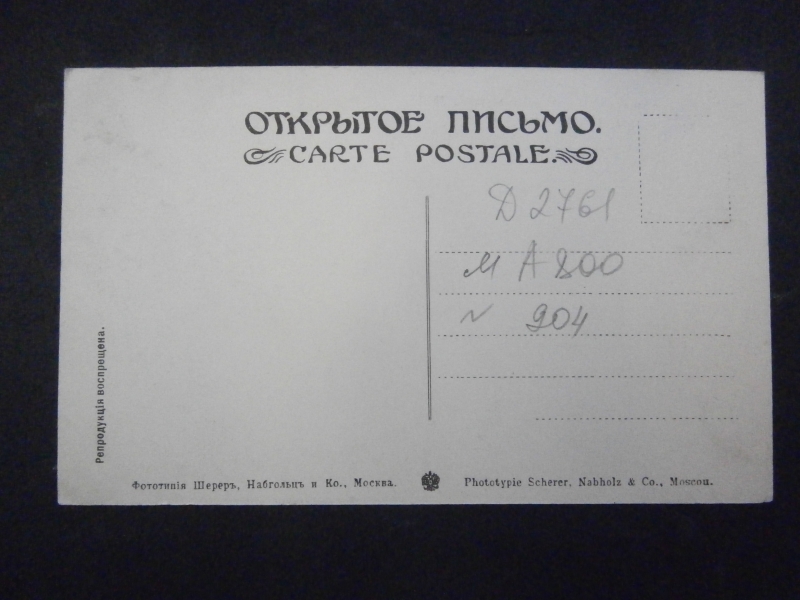 ОТКРЫТОЕ ПИСЬМО.
CARTE POSTALE.
Д 2761
м А 800
N 904
Репродукція воспрещена.
Фототипія Шереръ, Набгольцъ и Ко., Москва.
Phototypie Scherer, Nabholz & Co., Moscou.